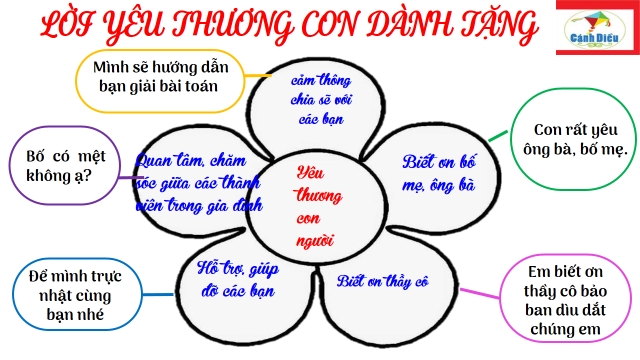 LỜI YÊU THƯƠNG CON DÀNH TẶNG
Cánh Diều
Mình sẽ hướng dẫn
bạn giải bài toán
cảm thông
chia sẽ với
các bạn
Con rất yêu
ông bà, bố mẹ.
Bố có mệt
không ạ?
Quan tâm, chăm
sóc giữa các thành
viên trong gia đình
Yêu
thương
con
người
Biết ơn bố
mẹ, ông bà
Để mình trực
nhật cùng
bạn nhé
Hỗ trợ, giúp
đỡ các bạn
Biết ơn thầy cô
Em biết ơn
thầy cô bảo
ban dìu dắt
chúng em